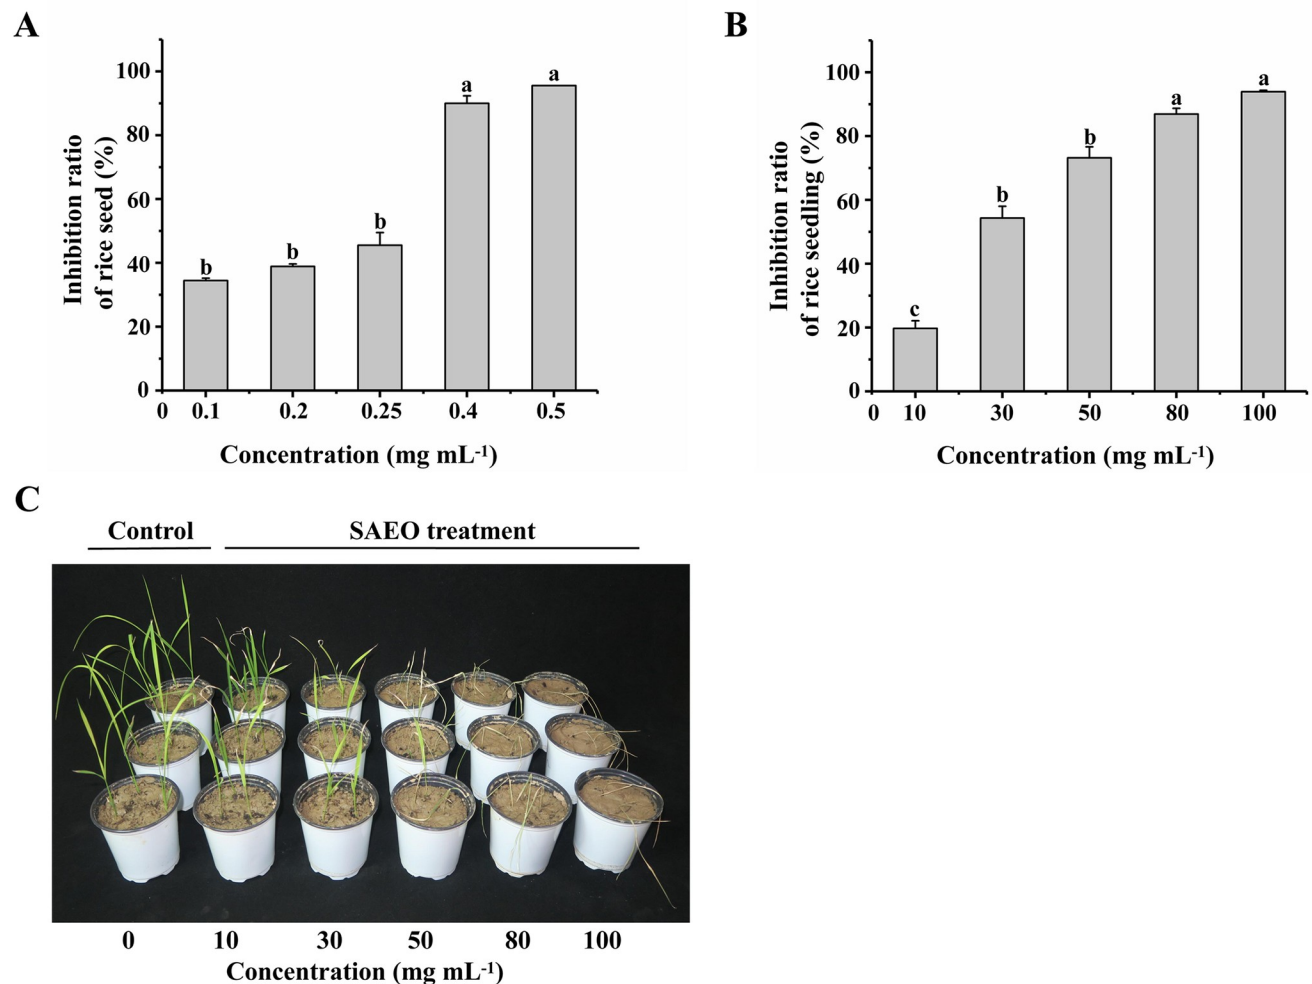 A
Inhibition ratio
of rice seed (%)
100
80
60
40
20
0
b
b
b
a
a
0 0.1 0.2 0.25 0.4 0.5
Concentration (mg mL⁻¹)
B
Inhibition ratio
of rice seedling (%)
100
80
60
40
20
0
c
b
b
a
a
0 10 30 50 80 100
Concentration (mg mL⁻¹)
C
Control SAEO treatment
0 10 30 50 80 100
Concentration (mg mL⁻¹)